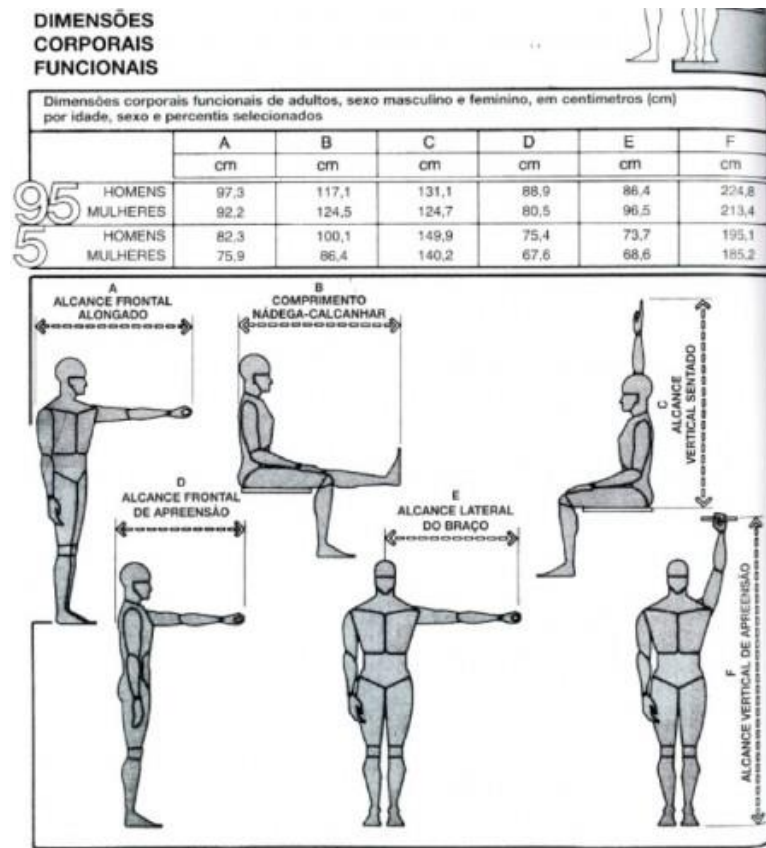 DIMENSÕES
CORPORAIS
FUNCIONAIS
Dimensões corporais funcionais de adultos, sexo masculino e feminino, em centímetros (cm)
por idade, sexo e percentis selecionados
A B C D E F
cm cm cm cm cm cm
95
HOMENS 97,3 117,1 131,1 88,9 86,4 224,8
MULHERES 92,2 124,5 124,7 80,5 96,5 213,4
5
HOMENS 82,3 100,1 149,9 75,4 73,7 195,1
MULHERES 75,9 86,4 140,2 67,6 68,6 185,2
A
ALCANCE FRONTAL
ALONGADO
B
COMPRIMENTO
NÁDEGA-CALCANHAR
C
ALCANCE
VERTICAL SENTADO
D
ALCANCE FRONTAL
DE APREENSÃO
E
ALCANCE LATERAL
DO BRAÇO
F
ALCANCE VERTICAL DE APREENSÃO